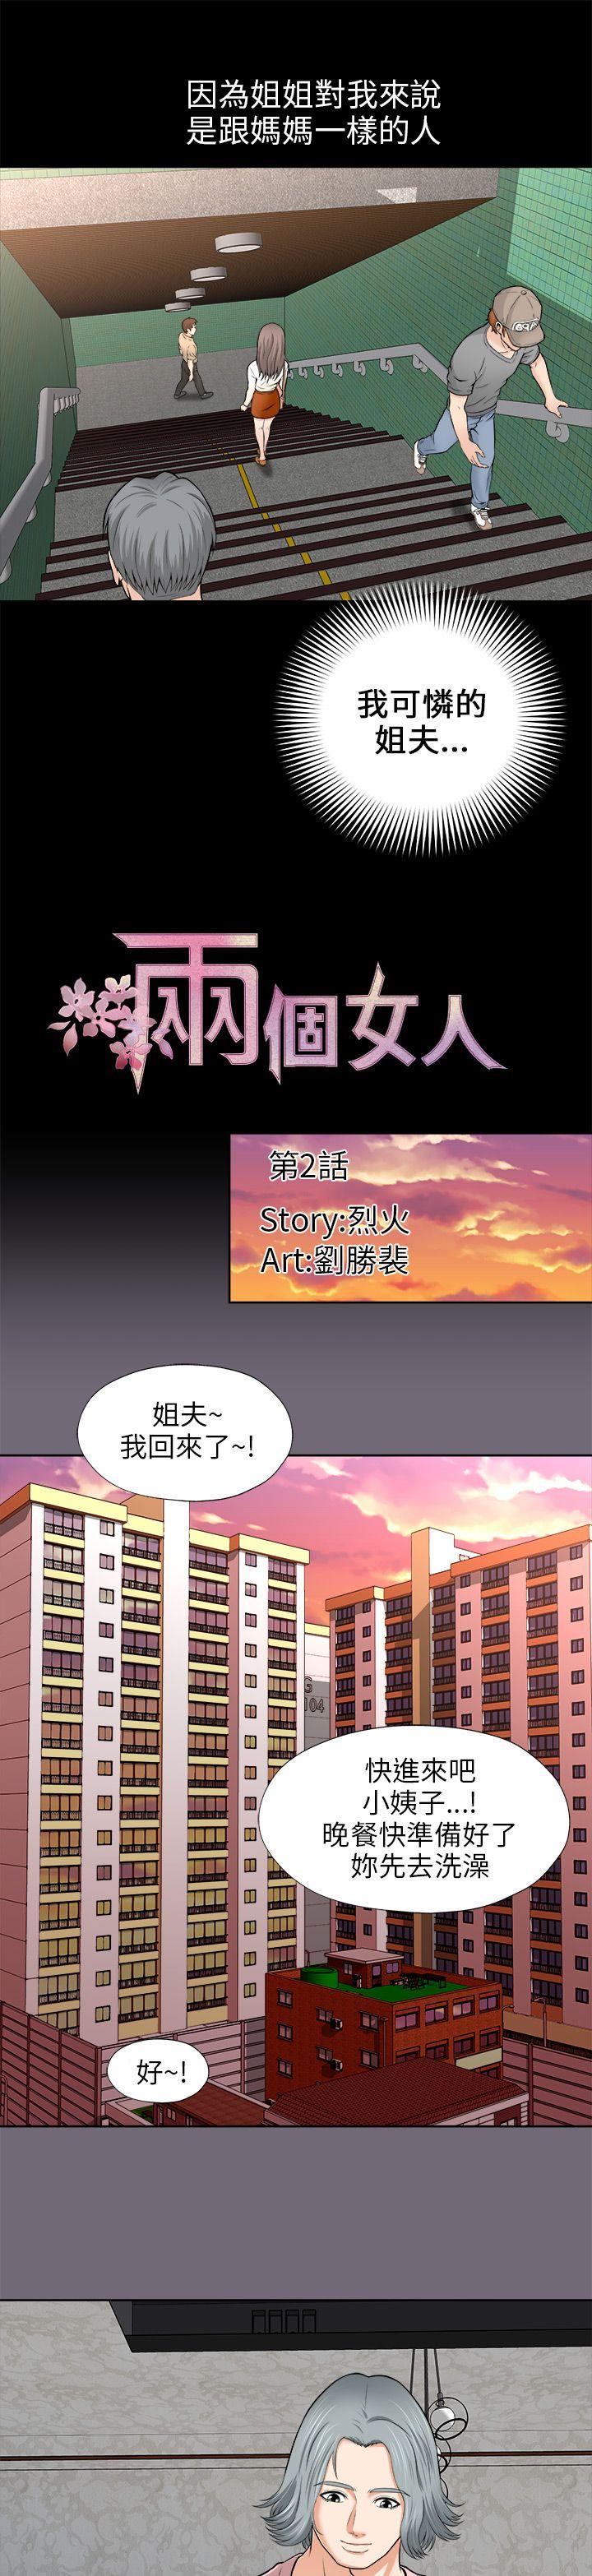 因為姐姐對我來說
是跟媽媽一樣的人
我可憐的
姐夫...
兩個女人
第2話
Story:烈火
Art:劉勝裴
姐夫~
我回來了~!
G
104
快進來吧
小姨子...!
晚餐快準備好了
妳先去洗澡
好~!